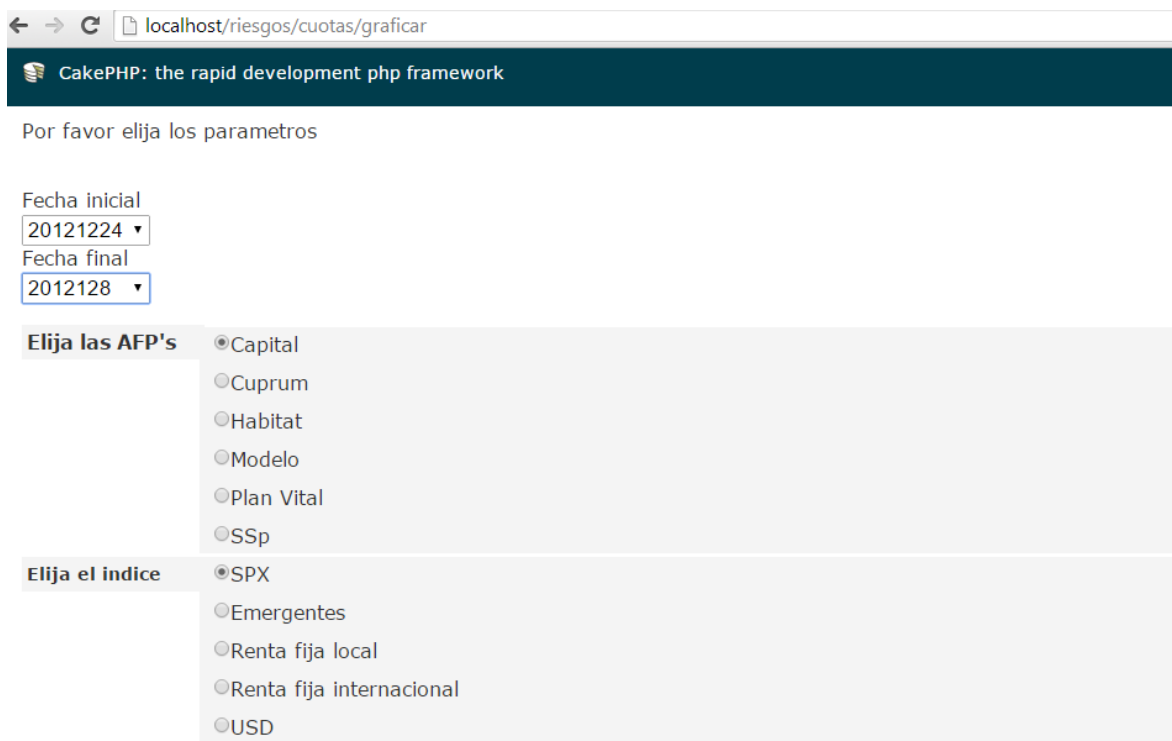 localhost/riesgos/cuotas/graficar
CakePHP: the rapid development php framework
Por favor elija los parametros
Fecha inicial
20121224
Fecha final
2012128
Elija las AFP's
Capital
Cuprum
Habitat
Modelo
Plan Vital
SSp
Elija el indice
SPX
Emergentes
Renta fija local
Renta fija internacional
USD